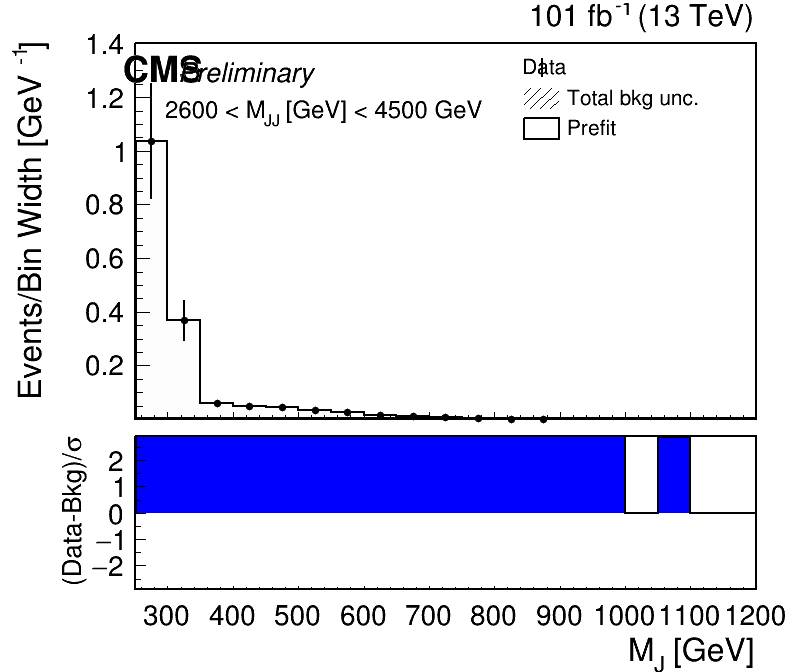 101 fb⁻¹ (13 TeV)
Events/Bin Width [GeV⁻¹]
1.4
1.2
1
0.8
0.6
0.4
0.2
CMS Preliminary
2600 < M_JJ [GeV] < 4500 GeV
Data
Total bkg unc.
Prefit
(Data-Bkg)/σ
2
1
0
−1
−2
300 400 500 600 700 800 900 1000 1100 1200
M_J [GeV]